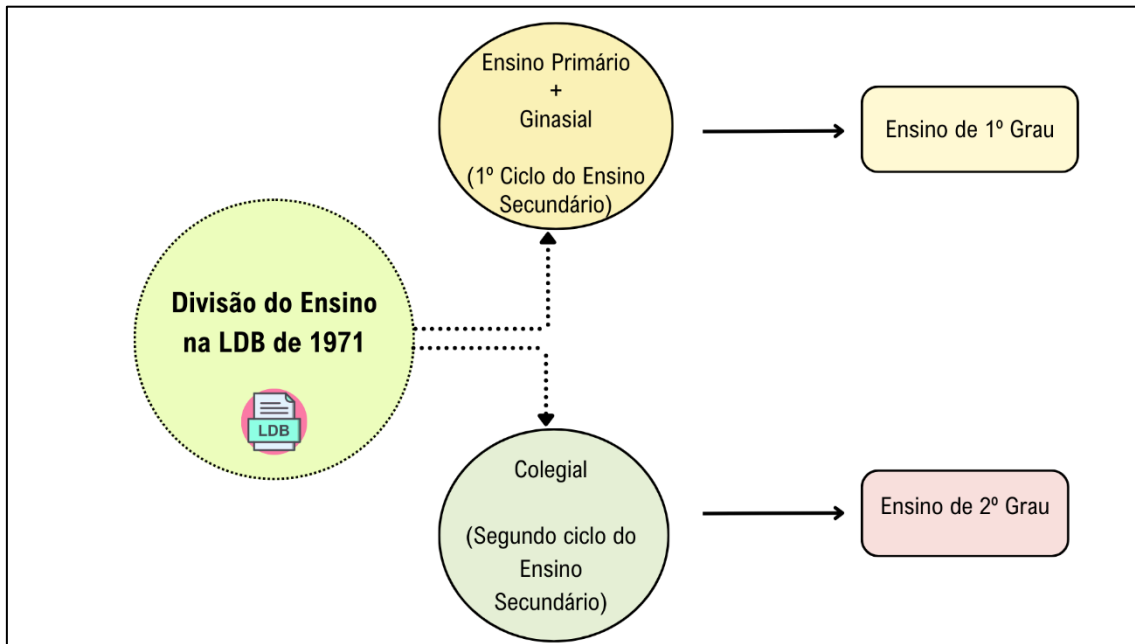 Ensino Primário
+
Ginasial
(1º Ciclo do Ensino
Secundário)
Ensino de 1º Grau
Divisão do Ensino
na LDB de 1971
LDB
Colegial
(Segundo ciclo do
Ensino
Secundário)
Ensino de 2º Grau